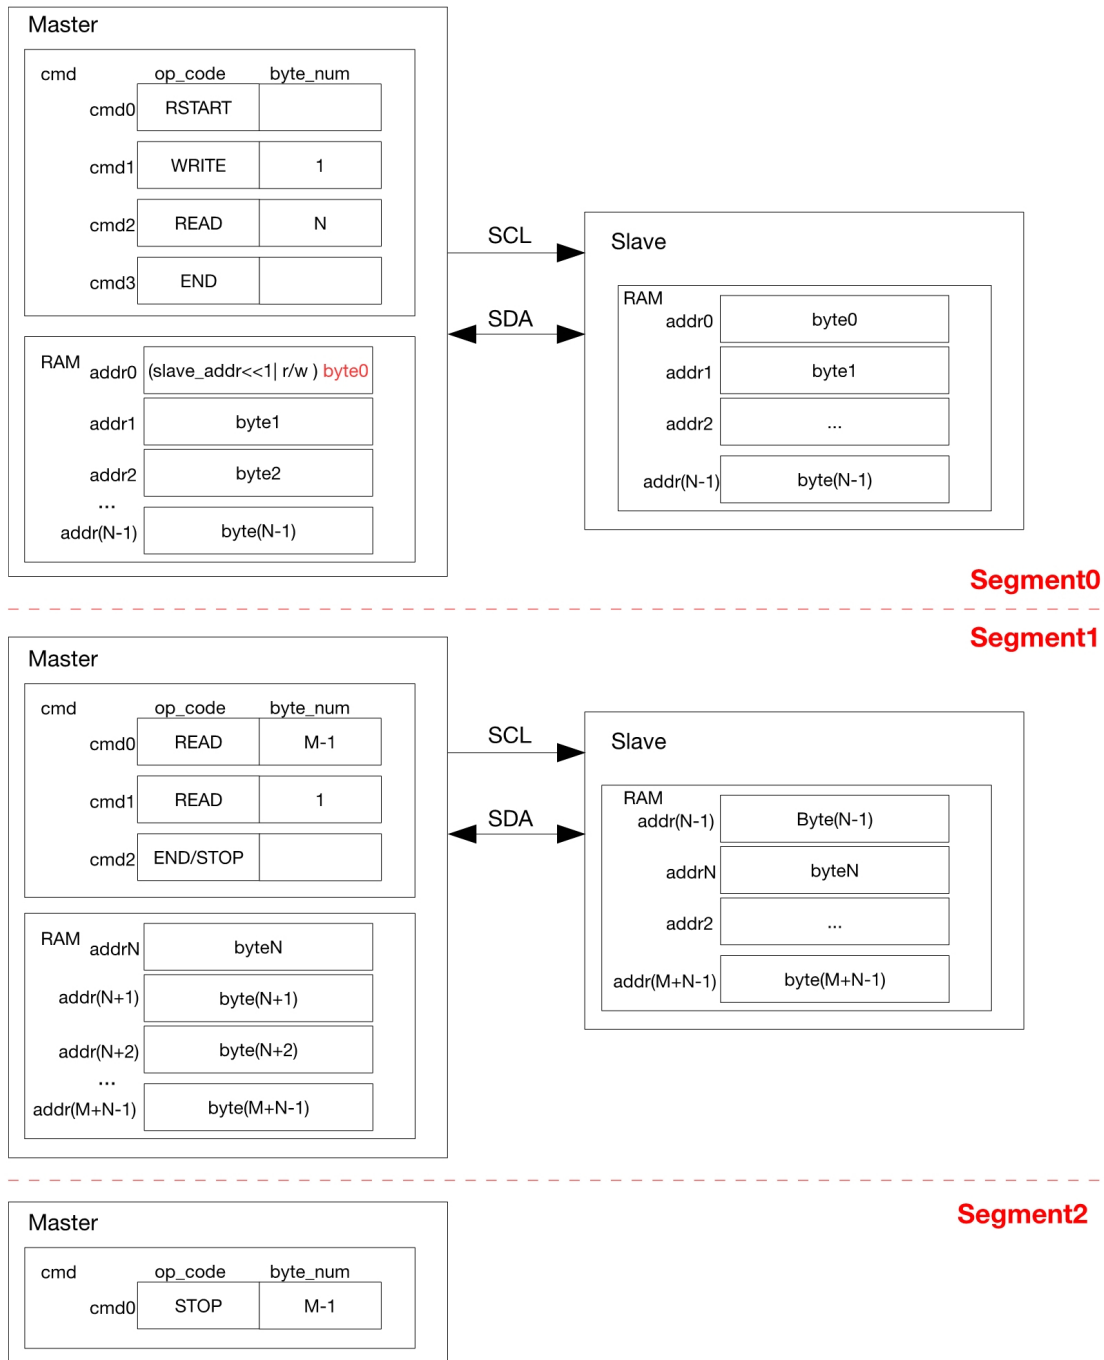 Master
cmd op_code byte_num
cmd0 RSTART
cmd1 WRITE 1
cmd2 READ N
cmd3 END
RAM
addr0 (slave_addr<<1| r/w ) byte0
addr1 byte1
addr2 byte2
...
addr(N-1) byte(N-1)
SCL
SDA
Slave
RAM
addr0 byte0
addr1 byte1
addr2 ...
addr(N-1) byte(N-1)
Segment0
Segment1
Master
cmd op_code byte_num
cmd0 READ M-1
cmd1 READ 1
cmd2 END/STOP
RAM
addrN byteN
addr(N+1) byte(N+1)
addr(N+2) byte(N+2)
...
addr(M+N-1) byte(M+N-1)
SCL
SDA
Slave
RAM
addr(N-1) Byte(N-1)
addrN byteN
addr2 ...
addr(M+N-1) byte(M+N-1)
Segment2
Master
cmd op_code byte_num
cmd0 STOP M-1